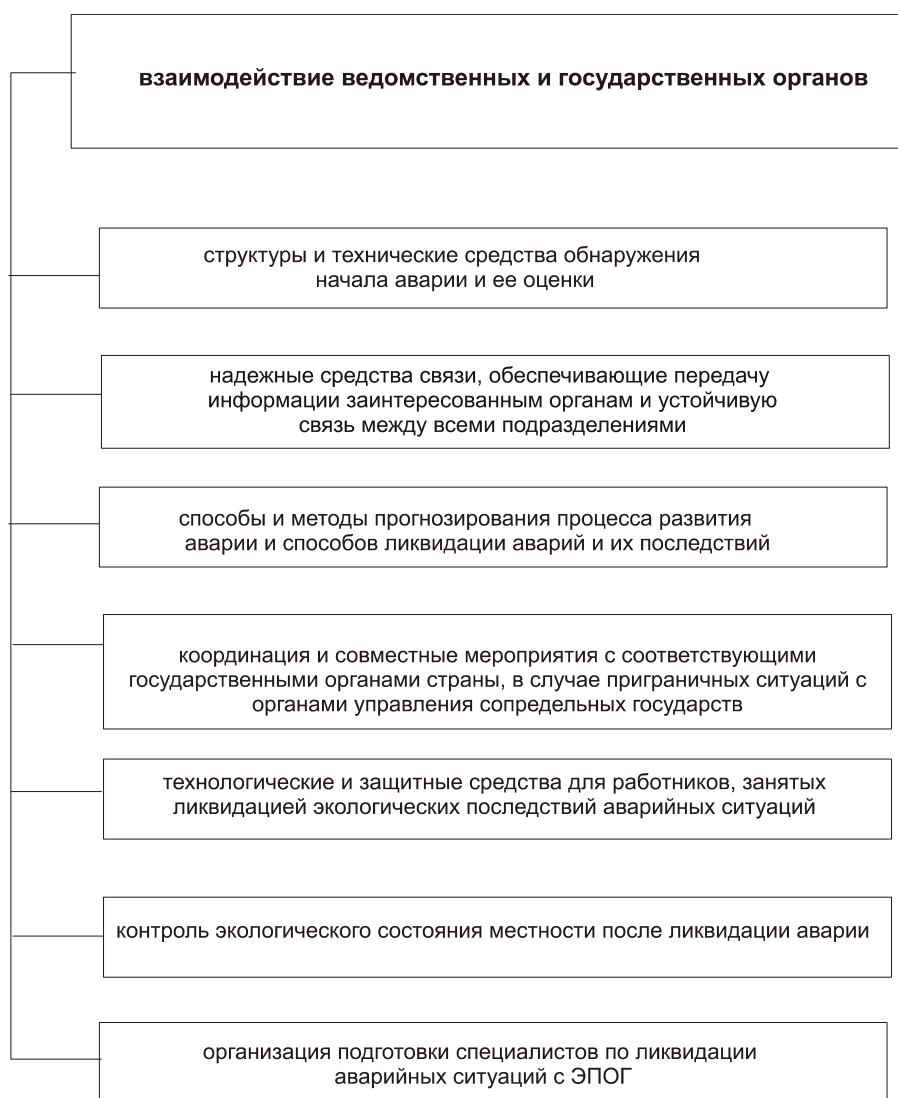 взаимодействие ведомственных и государственных органов
структуры и технические средства обнаружения
начала аварии и ее оценки
надежные средства связи, обеспечивающие передачу
информации заинтересованным органам и устойчивую
связь между всеми подразделениями
способы и методы прогнозирования процесса развития
аварии и способов ликвидации аварий и их последствий
координация и совместные мероприятия с соответствующими
государственными органами страны, в случае приграничных ситуаций с
органами управления сопредельных государств
технологические и защитные средства для работников, занятых
ликвидацией экологических последствий аварийных ситуаций
контроль экологического состояния местности после ликвидации аварии
организация подготовки специалистов по ликвидации
аварийных ситуаций с ЭПОГ